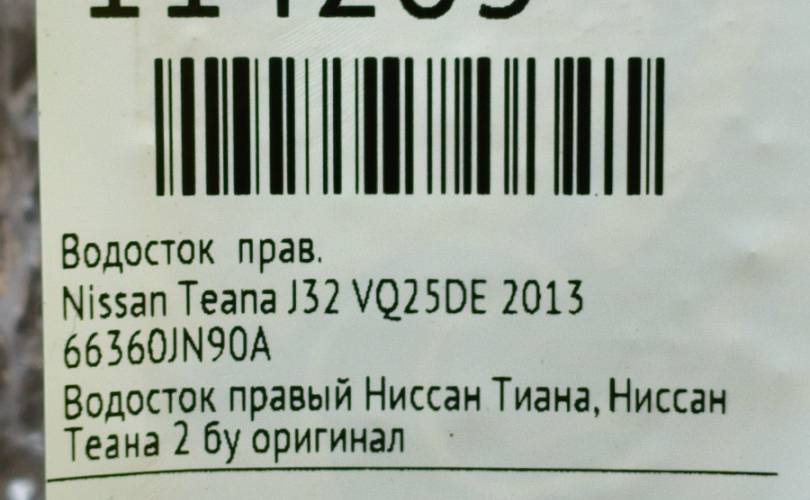 Водосток прав.
Nissan Teana J32 VQ25DE 2013
66360JN90A
Водосток правый Ниссан Тиана, Ниссан
Теана 2 бу оригинал